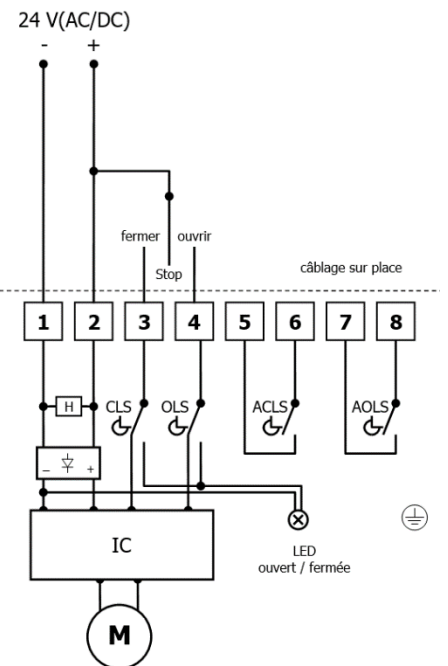 24 V(AC/DC)
- +
fermer ouvrir
Stop
câblage sur place
1 2 3 4 5 6 7 8
H CLS OLS ACLS AOLS
- +
IC
LED
ouvert / fermée
M